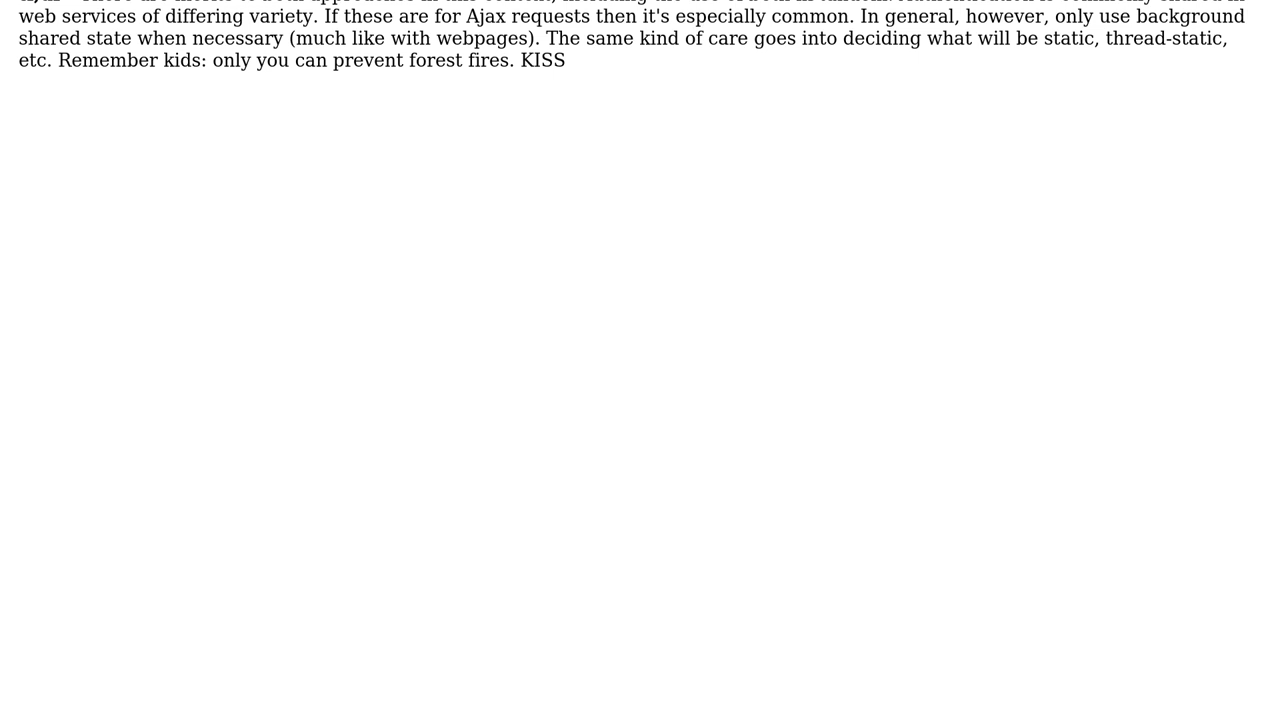 web services of differing variety. If these are for Ajax requests then it's especially common. In general, however, only use background
shared state when necessary (much like with webpages). The same kind of care goes into deciding what will be static, thread-static,
etc. Remember kids: only you can prevent forest fires. KISS